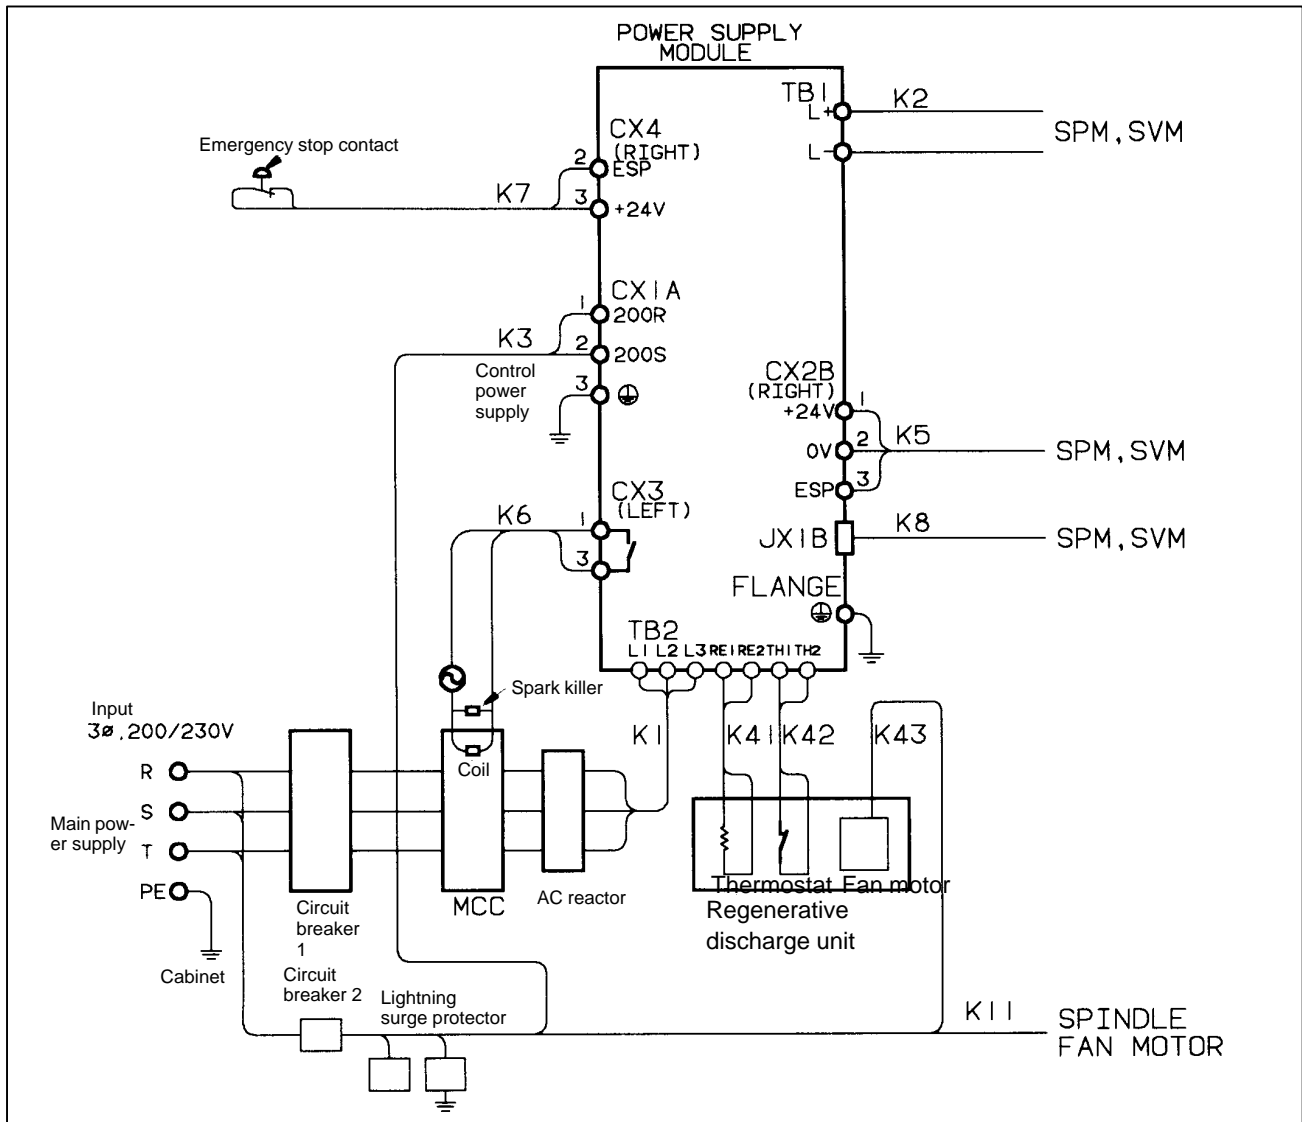 POWER SUPPLY
MODULE
TB1
L+
K2
SPM,SVM
L−
CX4
(RIGHT)
Emergency stop contact
2
ESP
K7
3
+24V
CX1A
1
200R
K3
2
200S
Control
power
supply
3
CX2B
(RIGHT)
+24V
1
0V
2
K5
SPM,SVM
ESP
3
CX3
(LEFT)
K6
1
3
JX1B
K8
SPM,SVM
FLANGE
TB2
L1 L2 L3 RE1 RE2 TH1 TH2
Spark killer
Input
3ø,200/230V
K1
K41
K42
K43
Coil
R
S
Main pow-
er supply
T
PE
MCC
AC reactor
Thermostat
Fan motor
Regenerative
discharge unit
Circuit
breaker
1
Cabinet
Circuit
breaker 2
Lightning
surge protector
K11
SPINDLE
FAN MOTOR